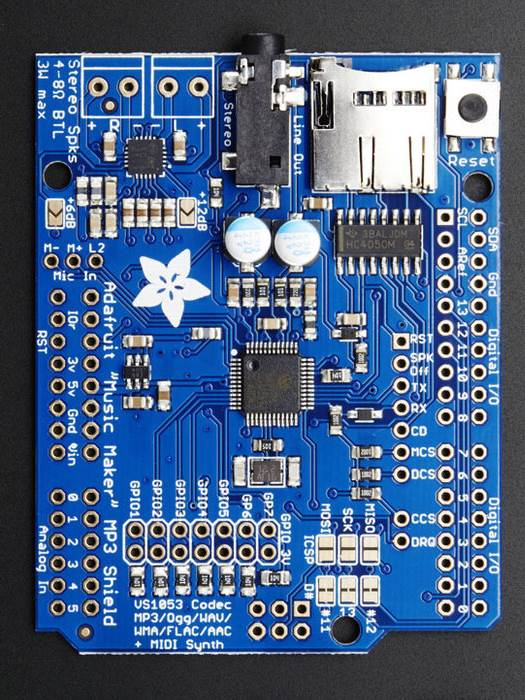 Stereo Spks
4-8Ω BTL
3W max
+ R -
- L +
Stereo
Line Out
Reset
+6dB
+12dB
3BALJDM
HC4050M G4
SCL
SDA
ARef
Gnd
13
12
11
10
9
8
Digital I/O
M- M+ L2
Mic In
IOr
RST
3v
5v
Gnd
Vin
Adafruit "Music Maker" MP3 Shield
RST
SPK
Off
TX
RX
CD
MCS
DCS
CCS
DRQ
7
6
5
4
3
2
1
0
Digital I/O
0
1
2
3
4
5
Analog In
GPIO1
GPIO2
GPIO3
GPIO4
GPIO5
GP6
GP7
GPIO 3V
MOSI
SCK
MISO
ICSP
D#
#11
13
#12
VS1053 Codec
MP3/Ogg/WAV/
WMA/FLAC/AAC
+ MIDI Synth